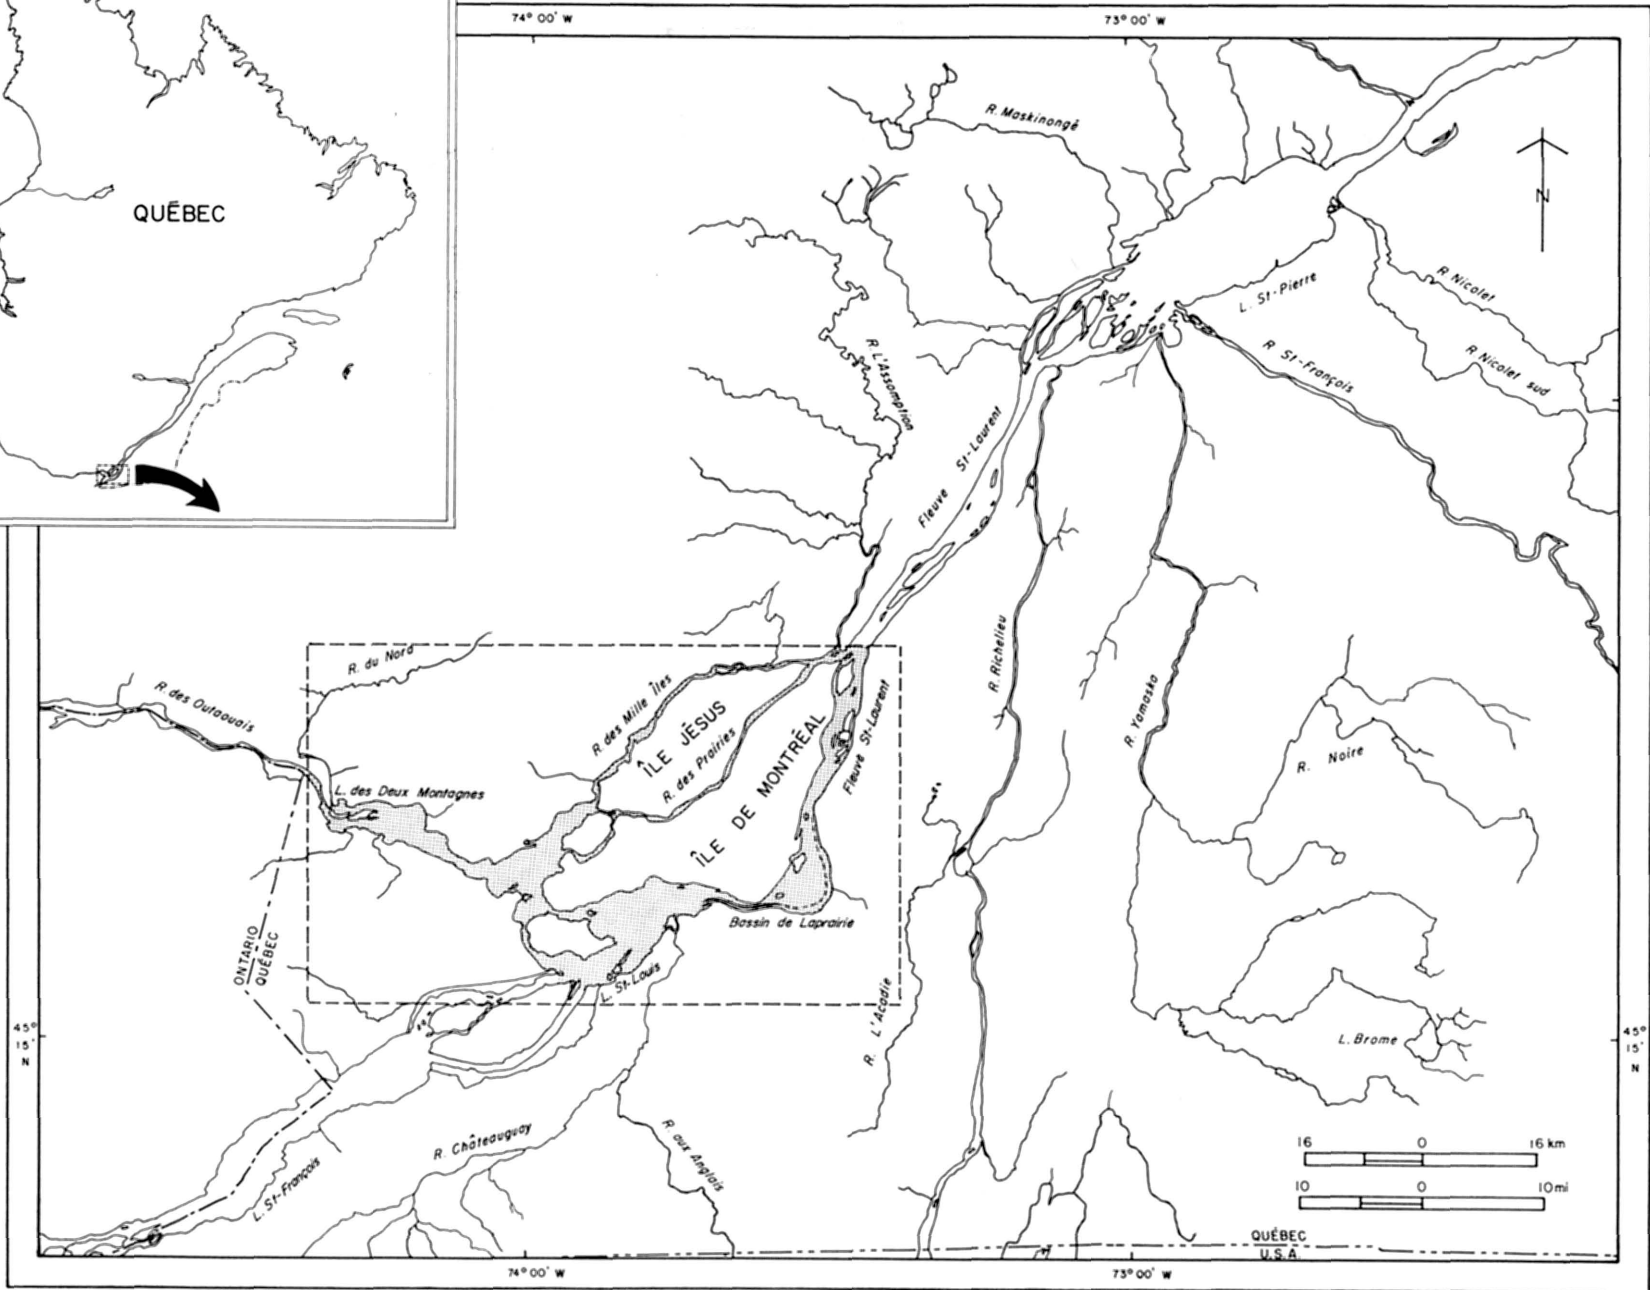 74° 00' W
73° 00' W
R. Maskinongé
N
QUÉBEC
R. Nicolet
L. St-Pierre
R. St-François
R. Nicolet sud
R. L'Assomption
Fleuve St-Laurent
R. du Nord
R. des Outaouais
R. des Mille Îles
ÎLE JÉSUS
R. des Prairies
ÎLE DE MONTRÉAL
Fleuve St-Laurent
R. Richelieu
R. Yamaska
R. Noire
L. des Deux Montagnes
Bassin de Laprairie
ONTARIO
QUÉBEC
L. St-Louis
R. L'Acadie
45°
15'
N
L. Brome
45°
15'
N
R. Châteauguay
R. aux Anglais
L. St-François
16 0 16 km
10 0 10 mi
QUÉBEC
U.S.A.
74° 00' W
73° 00' W